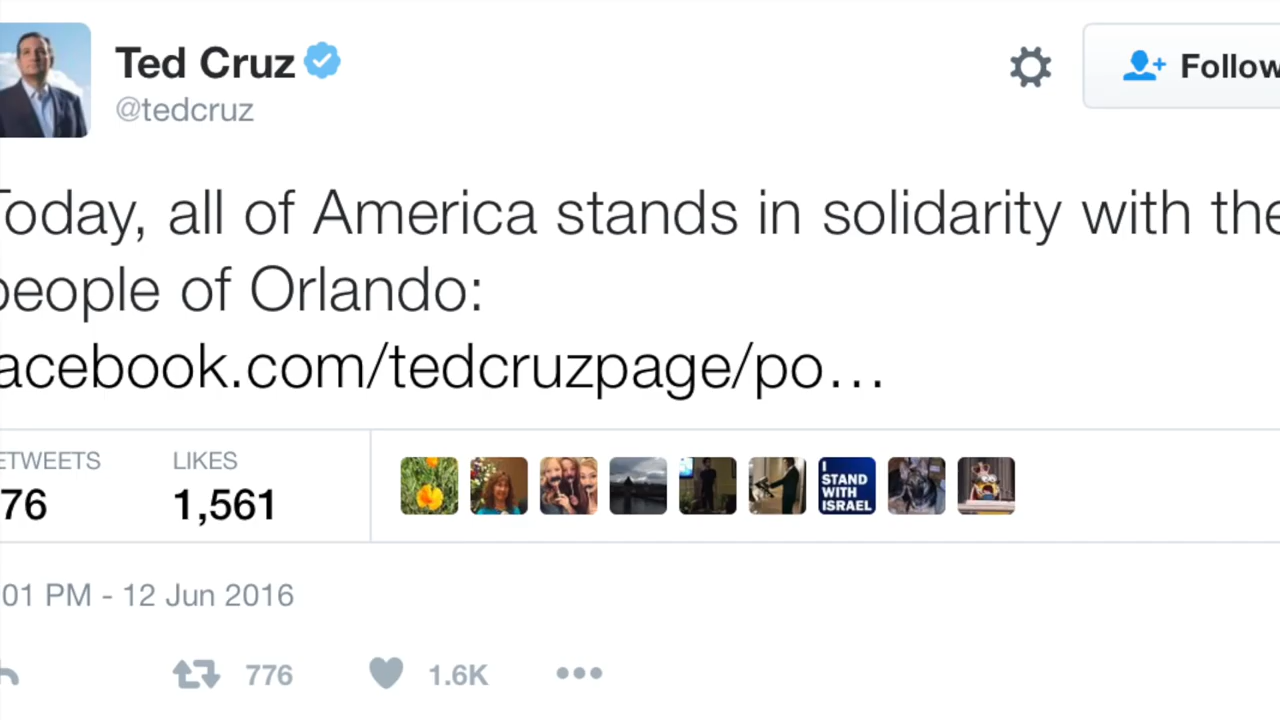 Ted Cruz
@tedcruz
Follow
Today, all of America stands in solidarity with the
people of Orlando:
acebook.com/tedcruzpage/po...
ETWEETS
LIKES
76
1,561
I
STAND
WITH
ISRAEL
01 PM - 12 Jun 2016
776
1.6K